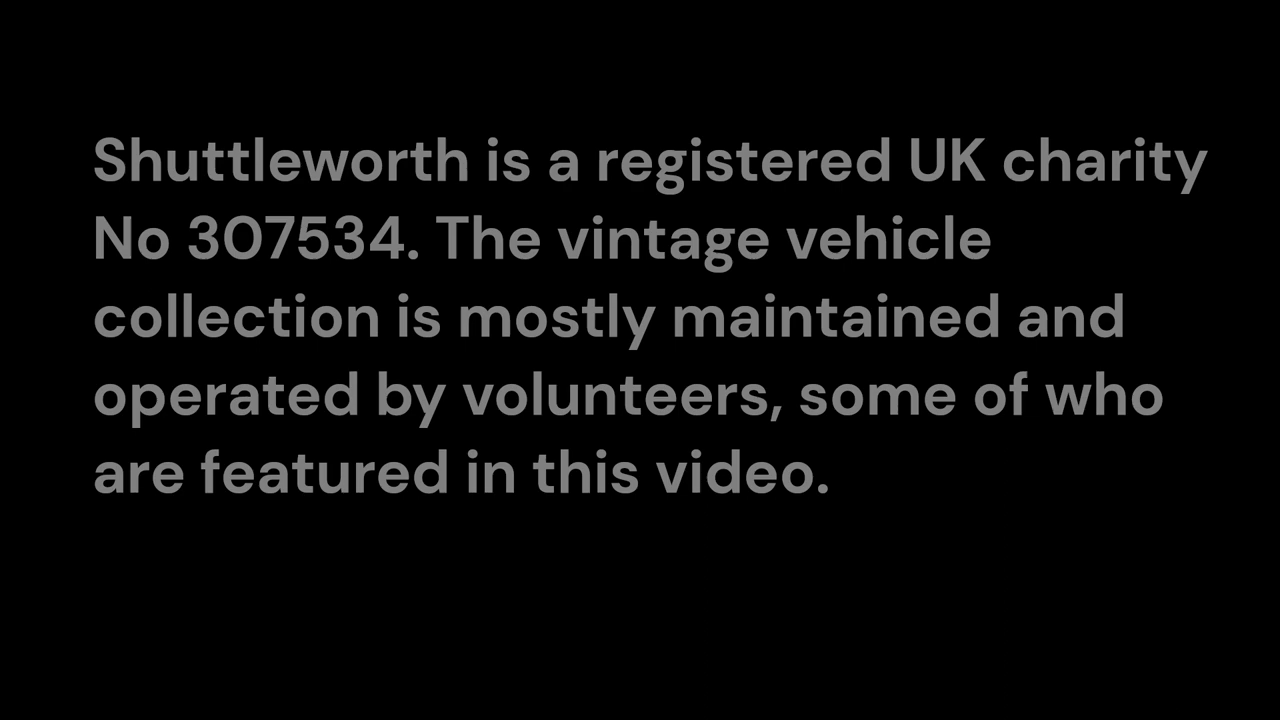 Shuttleworth is a registered UK charity
No 307534. The vintage vehicle
collection is mostly maintained and
operated by volunteers, some of who
are featured in this video.